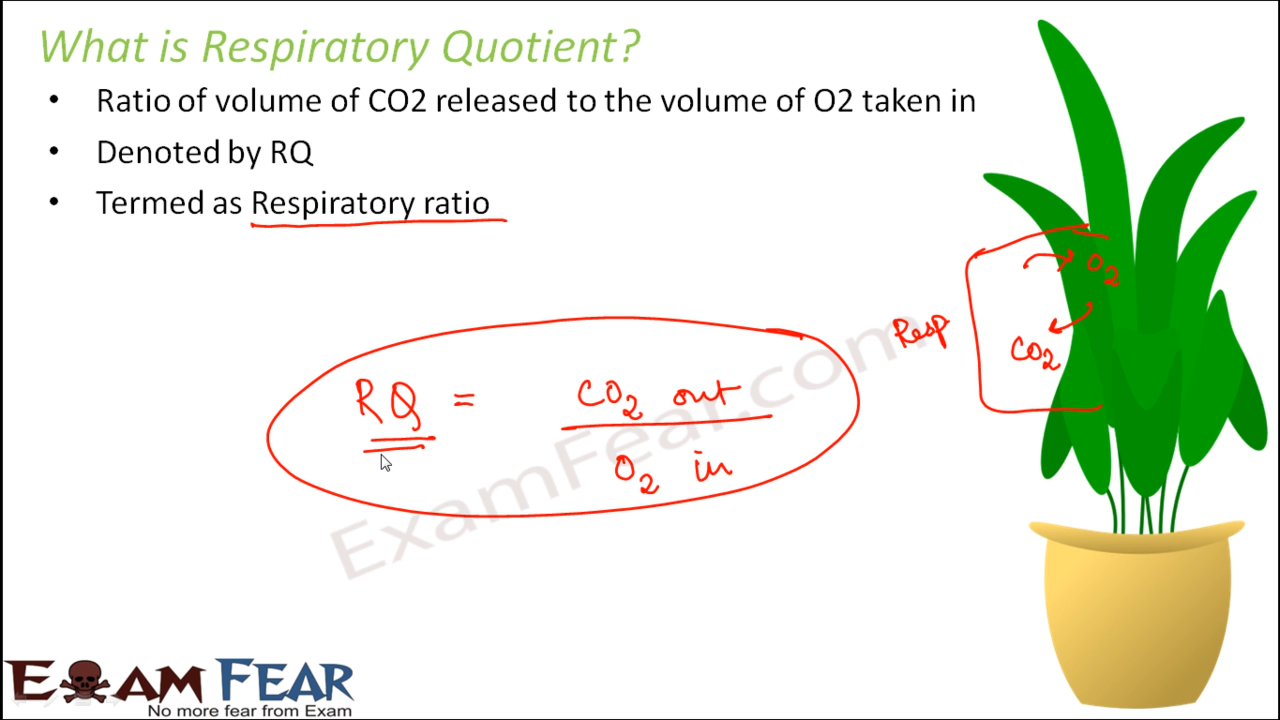 What is Respiratory Quotient?
• Ratio of volume of CO2 released to the volume of O2 taken in
• Denoted by RQ
• Termed as Respiratory ratio
O2
Resp
CO2
RQ = CO2 out
O2 in
ExamFear.com
EXAM FEAR
No more fear from Exam